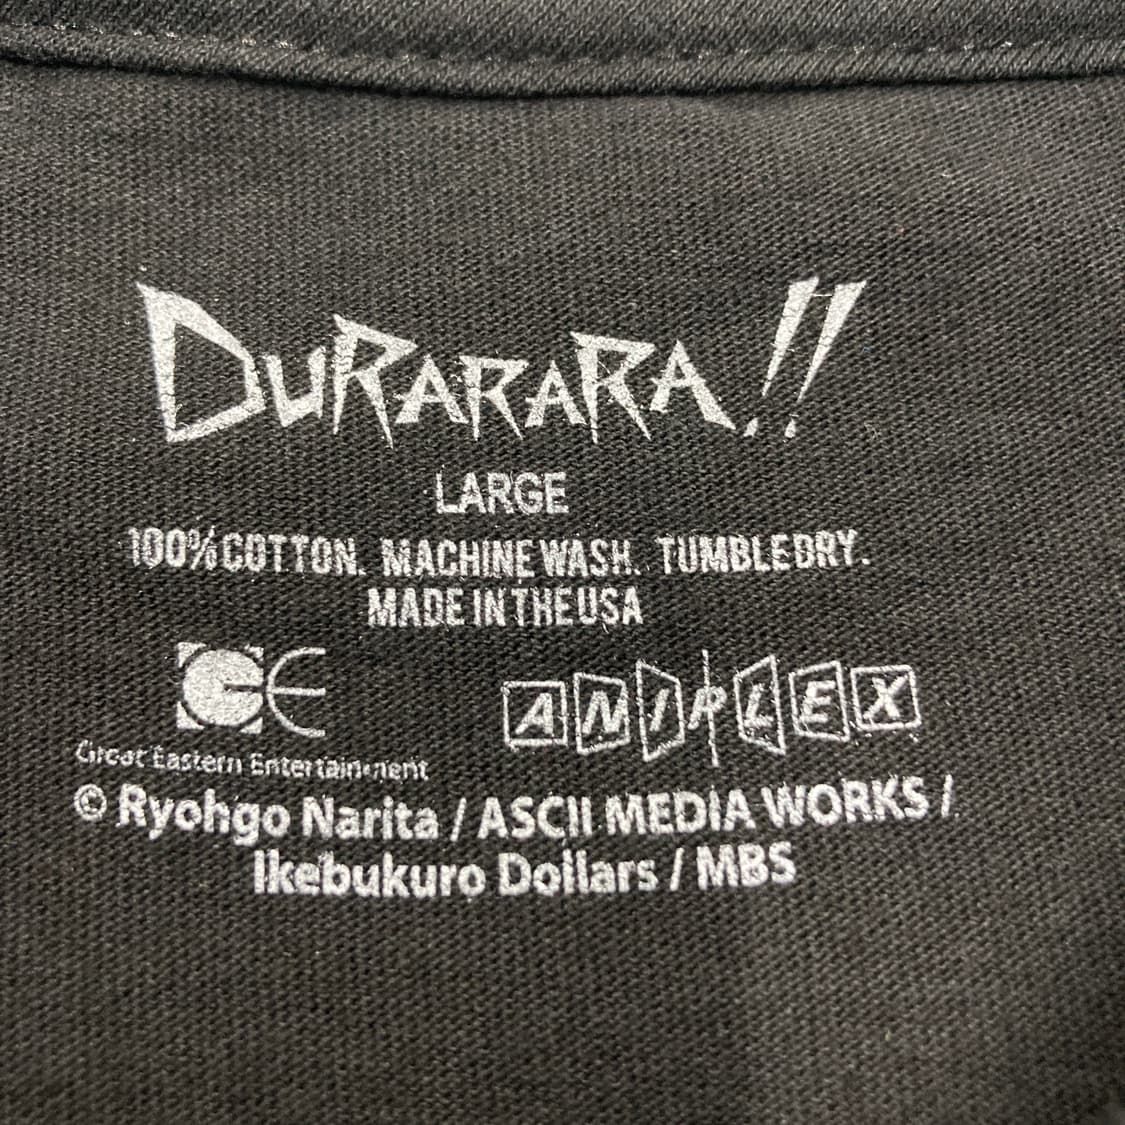 DURARARA!!
LARGE
100% COTTON. MACHINE WASH. TUMBLE DRY.
MADE IN THE USA
GE
Great Eastern Entertainment
ANIPLEX
© Ryohgo Narita / ASCII MEDIA WORKS /
Ikebukuro Dollars / MBS